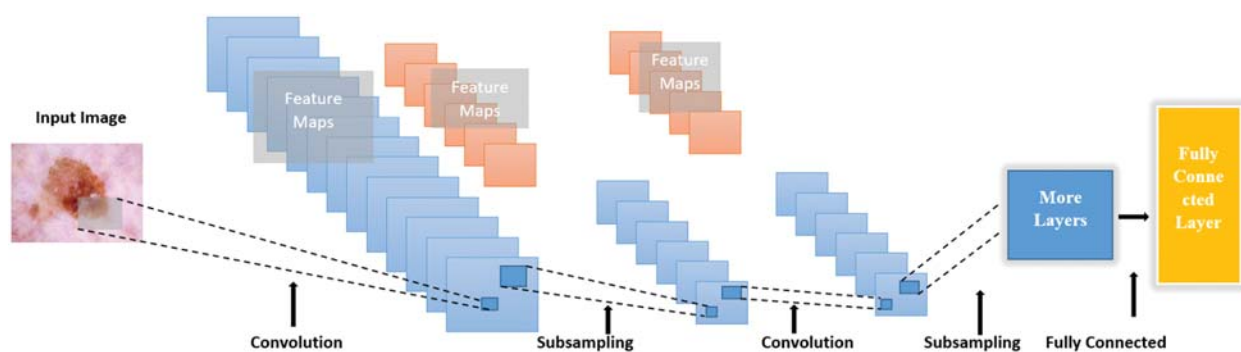 Input Image
Feature
Maps
Feature
Maps
Feature
Maps
More
Layers
Fully
Conne
cted
Layer
Convolution
Subsampling
Convolution
Subsampling
Fully Connected